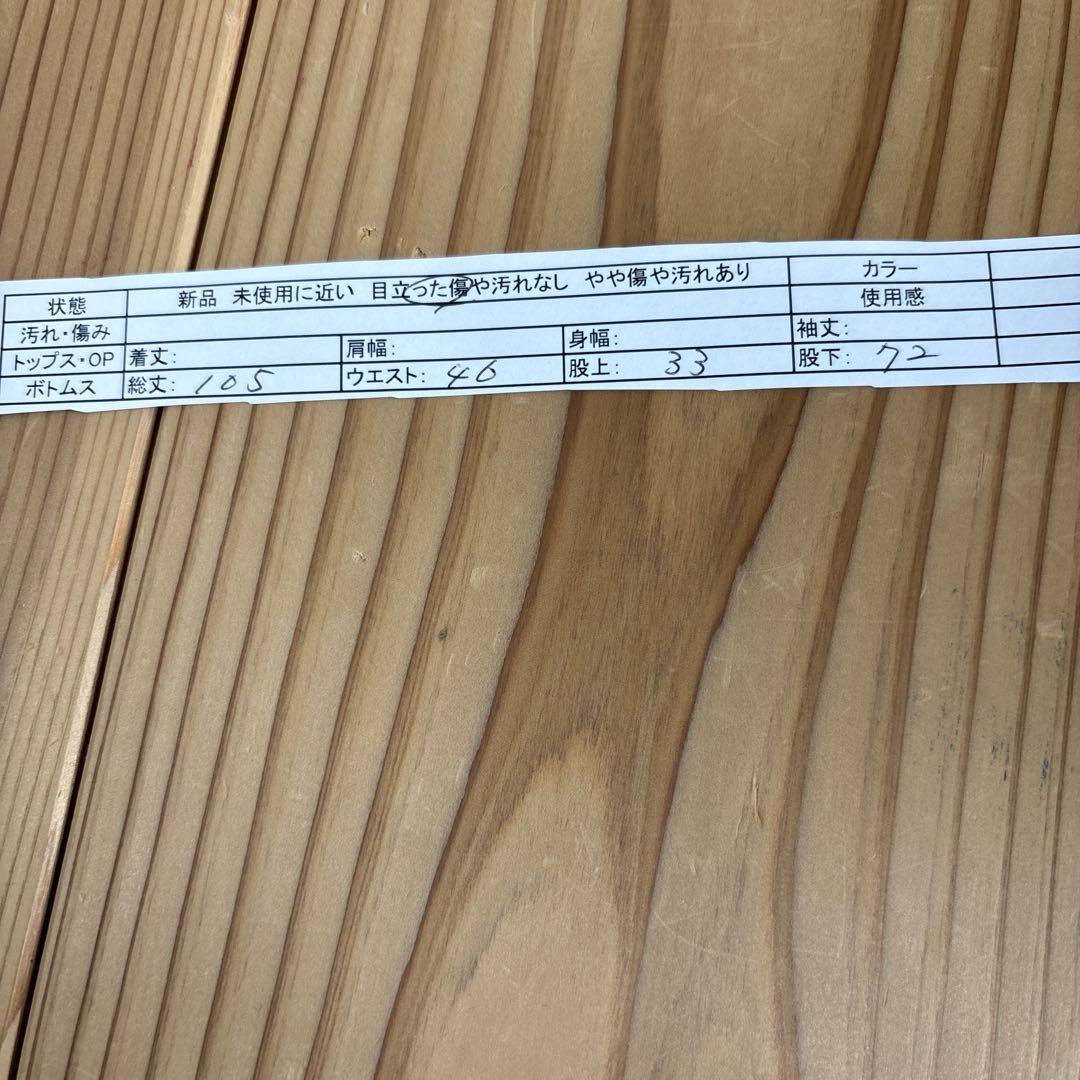 状態 新品 未使用に近い 目立った傷や汚れなし やや傷や汚れあり カラー
汚れ・傷み 使用感
トップス・OP 着丈: 肩幅: 身幅: 袖丈:
ボトムス 総丈: 105 ウエスト: 46 股上: 33 股下: 72